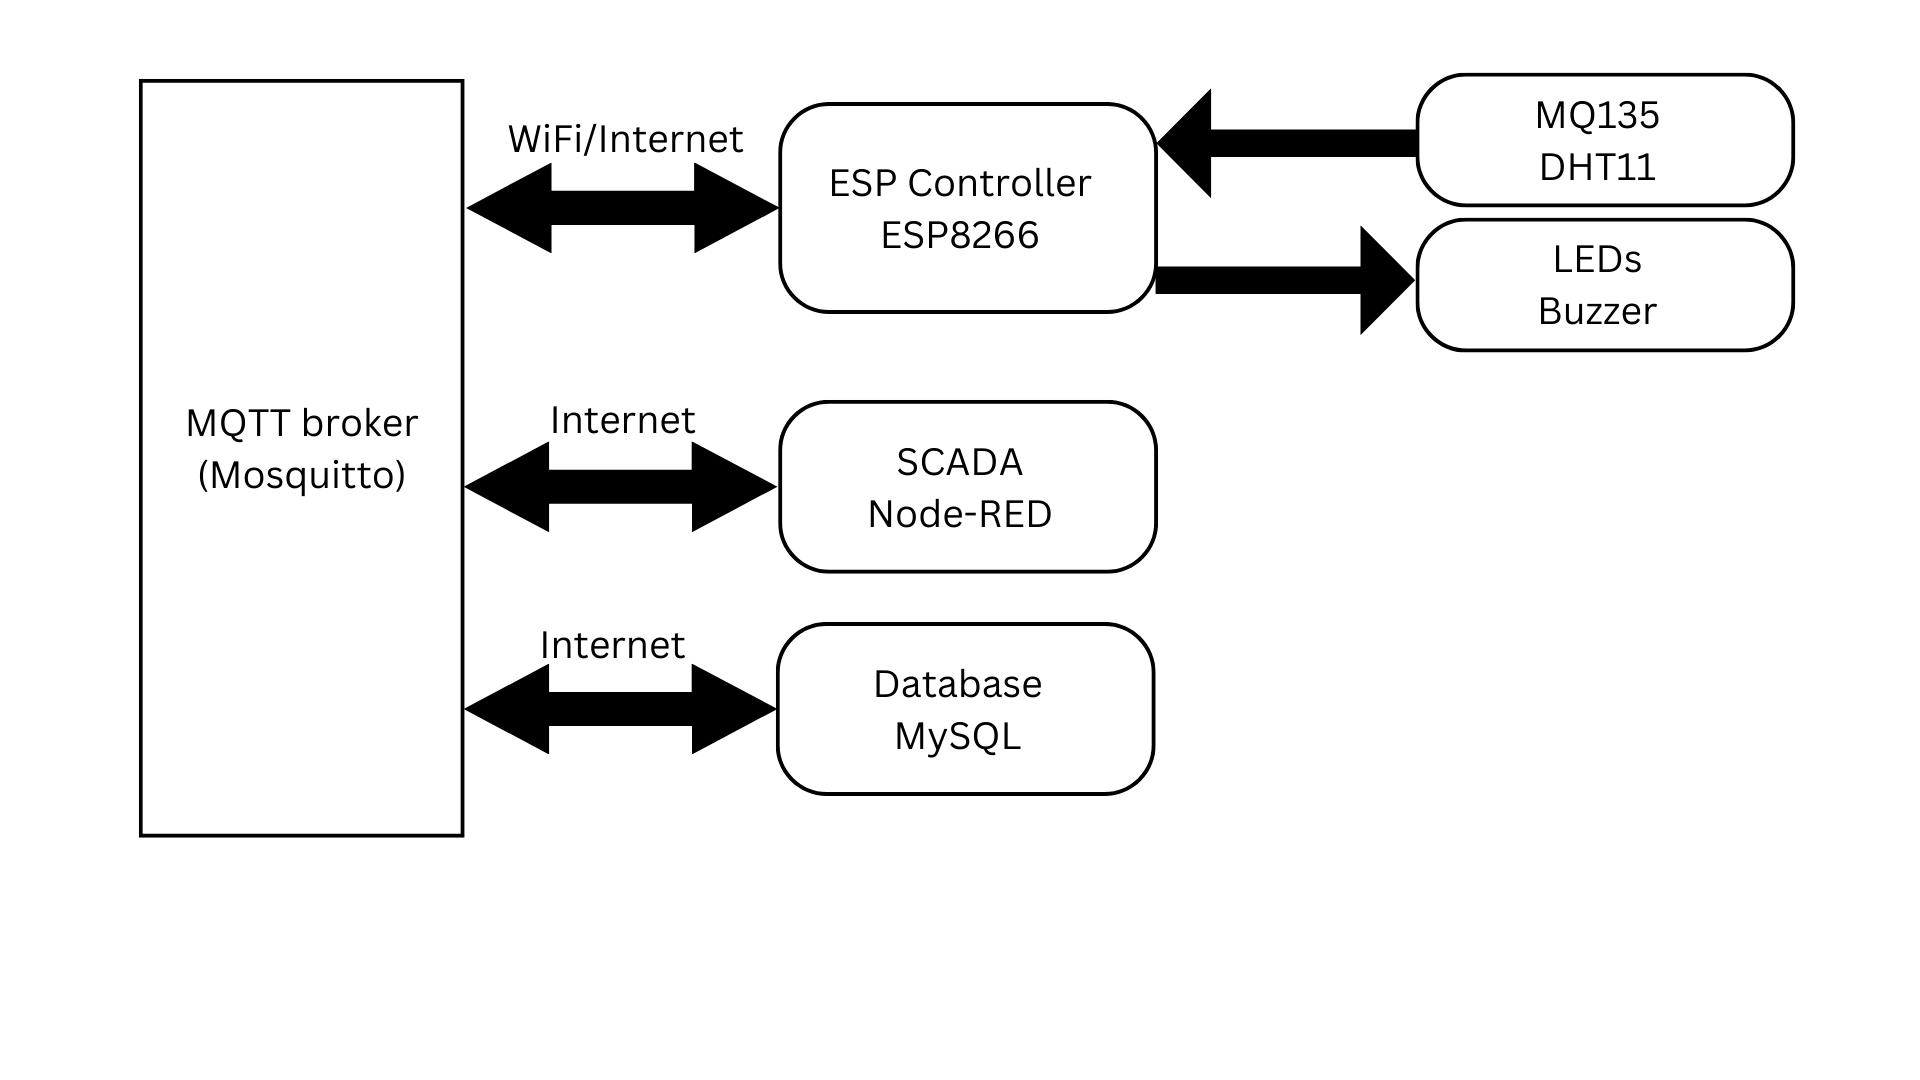 MQTT broker
(Mosquitto)
WiFi/Internet
ESP Controller
ESP8266
MQ135
DHT11
LEDs
Buzzer
Internet
SCADA
Node-RED
Internet
Database
MySQL